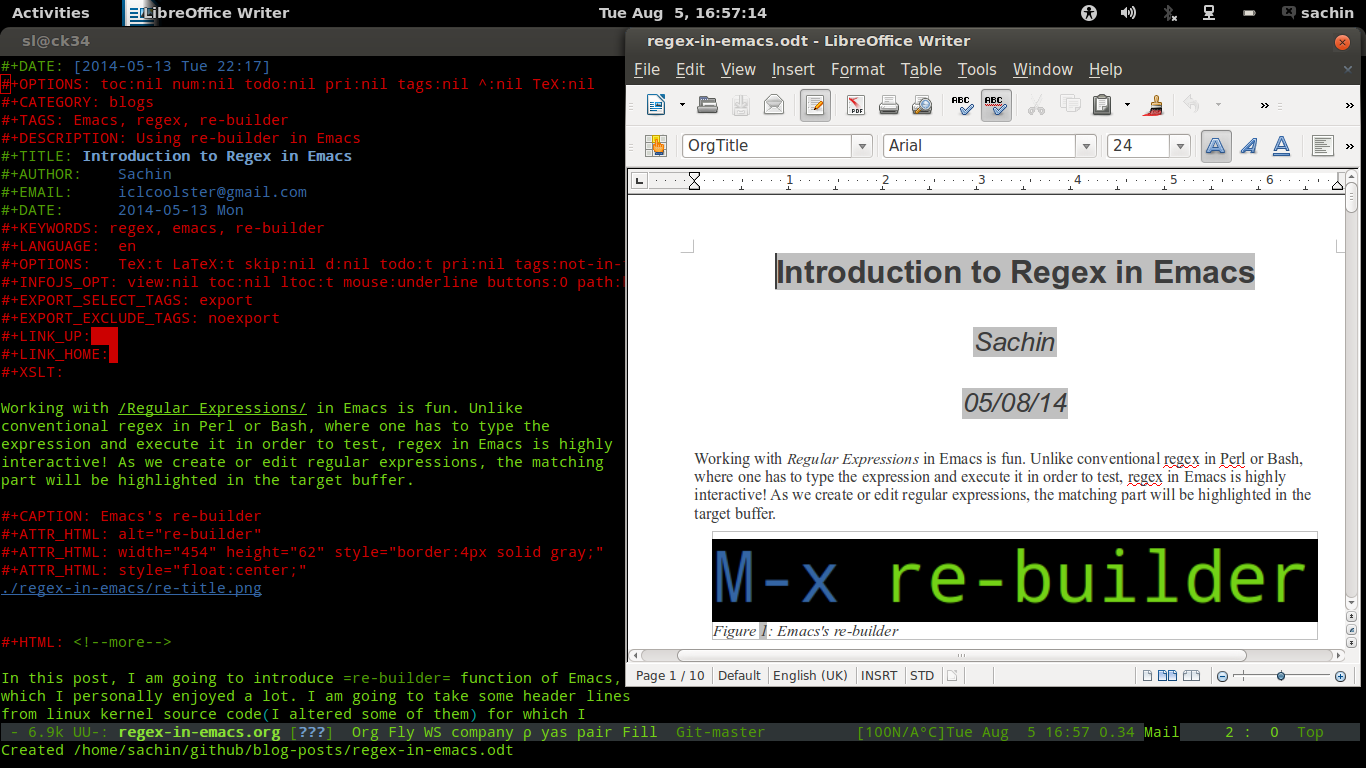 Activities LibreOffice Writer Tue Aug 5, 16:57:14 sachin
sl@ck34
#+DATE: [2014-05-13 Tue 22:17]
#+OPTIONS: toc:nil num:nil todo:nil pri:nil tags:nil ^:nil TeX:nil
#+CATEGORY: blogs
#+TAGS: Emacs, regex, re-builder
#+DESCRIPTION: Using re-builder in Emacs
#+TITLE: Introduction to Regex in Emacs
#+AUTHOR: Sachin
#+EMAIL: iclcoolster@gmail.com
#+DATE: 2014-05-13 Mon
#+KEYWORDS: regex, emacs, re-builder
#+LANGUAGE: en
#+OPTIONS: TeX:t LaTeX:t skip:nil d:nil todo:t pri:nil tags:not-in-
#+INFOJS_OPT: view:nil toc:nil ltoc:t mouse:underline buttons:0 path:
#+EXPORT_SELECT_TAGS: export
#+EXPORT_EXCLUDE_TAGS: noexport
#+LINK_UP:
#+LINK_HOME:
#+XSLT:
Working with /Regular Expressions/ in Emacs is fun. Unlike
conventional regex in Perl or Bash, where one has to type the
expression and execute it in order to test, regex in Emacs is highly
interactive! As we create or edit regular expressions, the matching
part will be highlighted in the target buffer.
#+CAPTION: Emacs's re-builder
#+ATTR_HTML: alt="re-builder"
#+ATTR_HTML: width="454" height="62" style="border:4px solid gray;"
#+ATTR_HTML: style="float:center;"
./regex-in-emacs/re-title.png
#+HTML: <!--more-->
In this post, I am going to introduce =re-builder= function of Emacs,
which I personally enjoyed a lot. I am going to take some header lines
from linux kernel source code(I altered some of them) for which I
- 6.9k UU-: regex-in-emacs.org [???] Org Fly WS company ρ yas pair Fill Git-master [100N/A°C]Tue Aug 5 16:57 0.34 Mail 2 : 0 Top
Created /home/sachin/github/blog-posts/regex-in-emacs.odt
regex-in-emacs.odt - LibreOffice Writer
File Edit View Insert Format Table Tools Window Help
OrgTitle Arial 24
1 2 3 4 5 6
Introduction to Regex in Emacs
Sachin
05/08/14
Working with Regular Expressions in Emacs is fun. Unlike conventional regex in Perl or Bash,
where one has to type the expression and execute it in order to test, regex in Emacs is highly
interactive! As we create or edit regular expressions, the matching part will be highlighted in the
target buffer.
M-x re-builder
Figure 1: Emacs's re-builder
Page 1 / 10 Default English (UK) INSRT STD